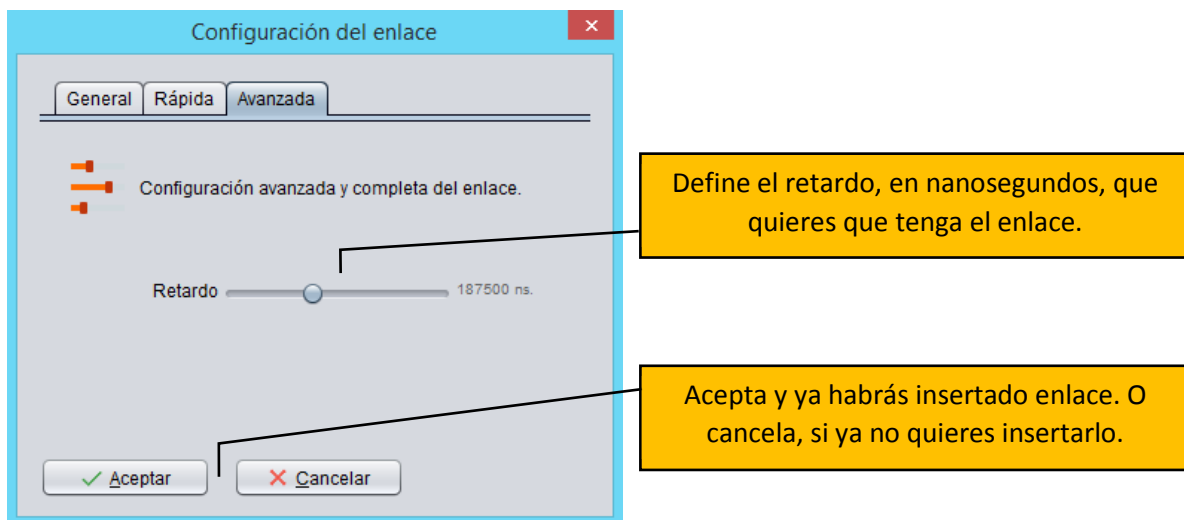 Configuración del enlace
General Rápida Avanzada
Configuración avanzada y completa del enlace.
Define el retardo, en nanosegundos, que
quieres que tenga el enlace.
Retardo 187500 ns.
Acepta y ya habrás insertado enlace. O
cancela, si ya no quieres insertarlo.
Aceptar Cancelar